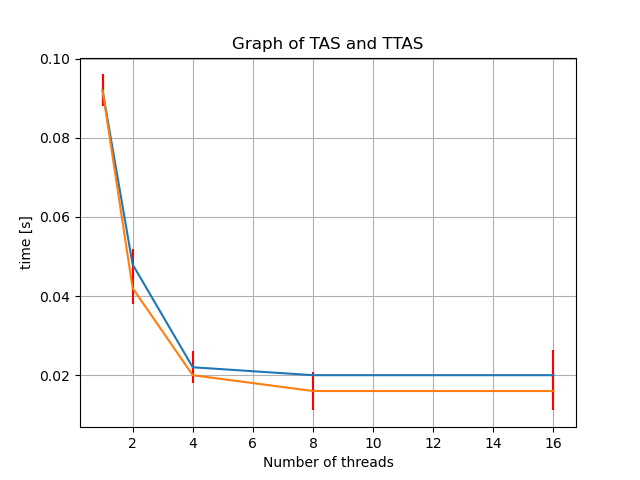 Graph of TAS and TTAS
0.10
0.08
0.06
0.04
0.02
time [s]
2 4 6 8 10 12 14 16
Number of threads